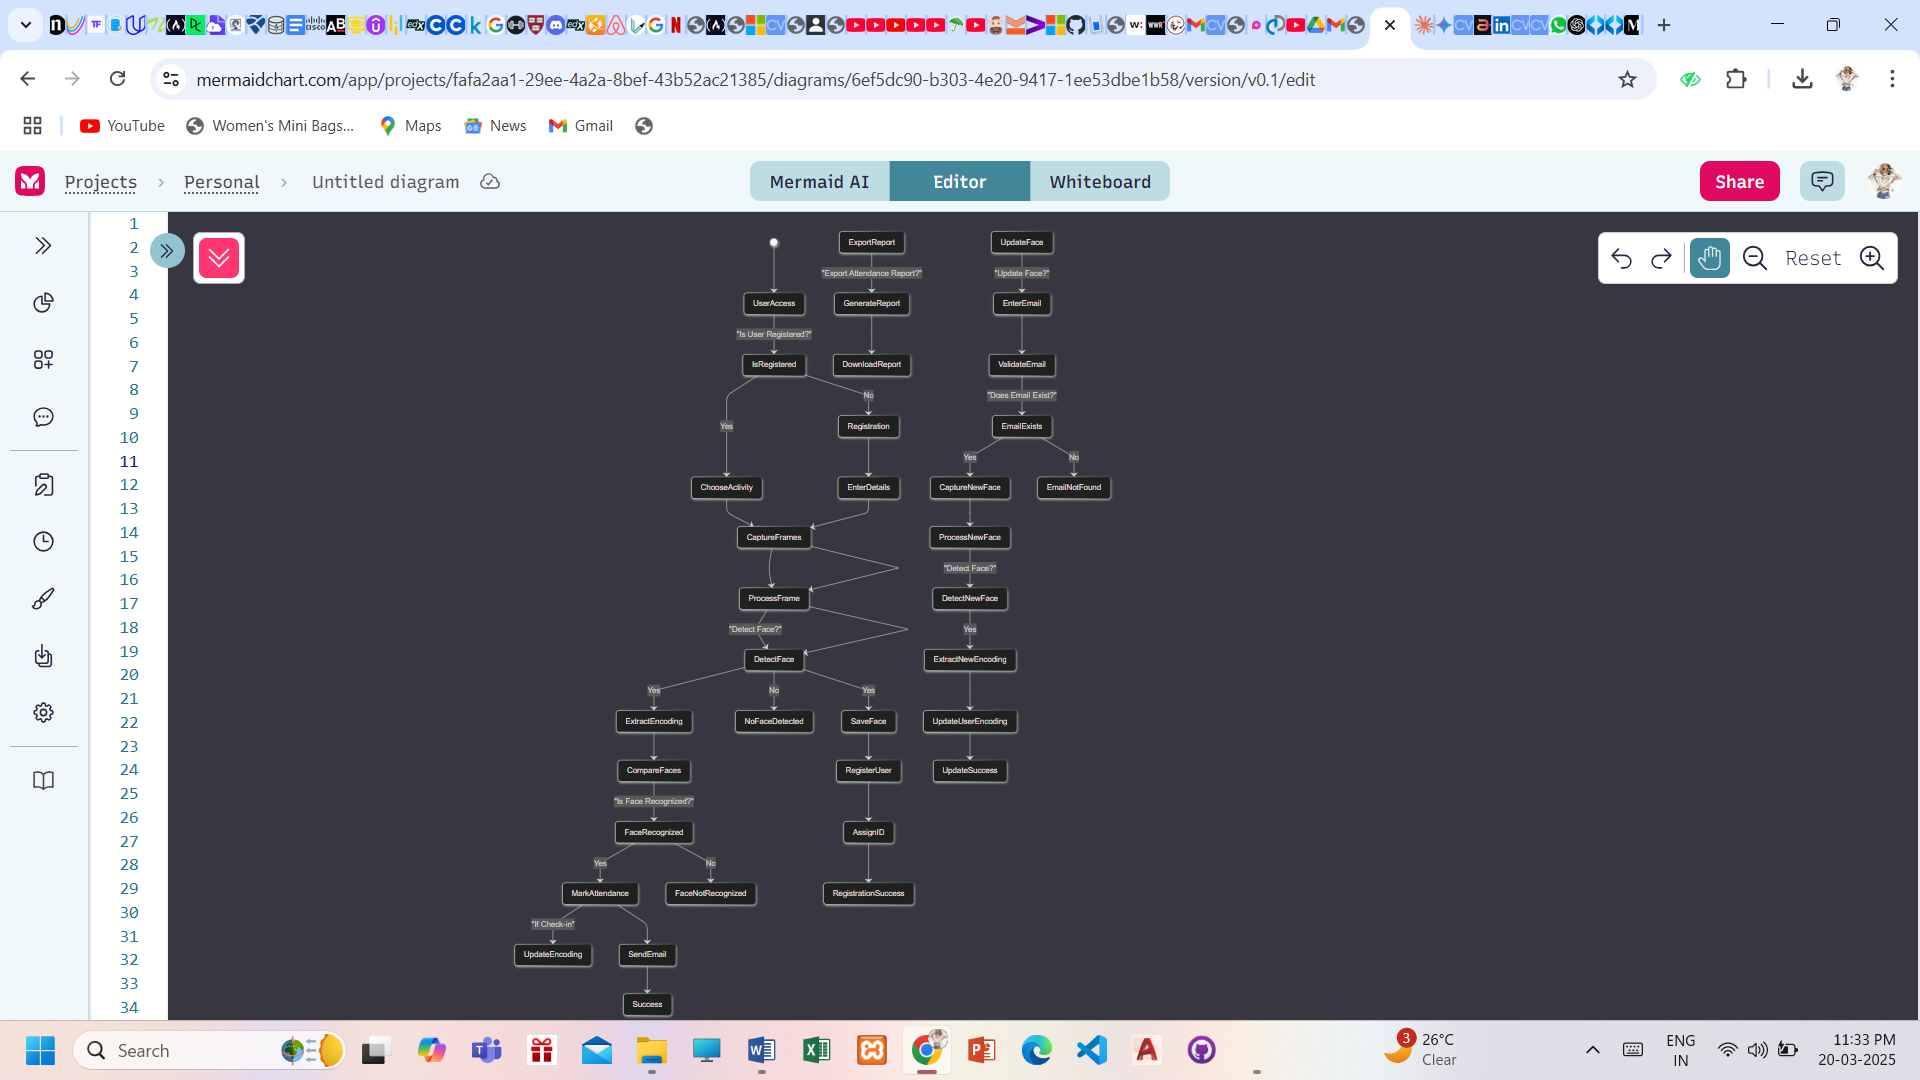 mermaidchart.com/app/projects/fafa2aa1-29ee-4a2a-8bef-43b52ac21385/diagrams/6ef5dc90-b303-4e20-9417-1ee53dbe1b58/version/v0.1/edit
YouTube
Women's Mini Bags...
Maps
News
Gmail
Projects
Personal
Untitled diagram
Mermaid AI
Editor
Whiteboard
Share
1
2
3
4
5
6
7
8
9
10
11
12
13
14
15
16
17
18
19
20
21
22
23
24
25
26
27
28
29
30
31
32
33
34
Reset
UserAccess
"Is User Registered?"
IsRegistered
Yes
No
Registration
ChooseActivity
EnterDetails
CaptureFrames
ProcessFrame
"Detect Face?"
DetectFace
Yes
No
Yes
ExtractEncoding
NoFaceDetected
SaveFace
CompareFaces
RegisterUser
"Is Face Recognized?"
FaceRecognized
AssignID
Yes
No
MarkAttendance
FaceNotRecognized
RegistrationSuccess
"If Check-in"
UpdateEncoding
SendEmail
Success
ExportReport
"Export Attendance Report?"
GenerateReport
DownloadReport
UpdateFace
"Update Face?"
EnterEmail
ValidateEmail
"Does Email Exist?"
EmailExists
Yes
No
CaptureNewFace
EmailNotFound
ProcessNewFace
"Detect Face?"
DetectNewFace
Yes
ExtractNewEncoding
UpdateUserEncoding
UpdateSuccess
Search
3
26°C
Clear
ENG
IN
11:33 PM
20-03-2025